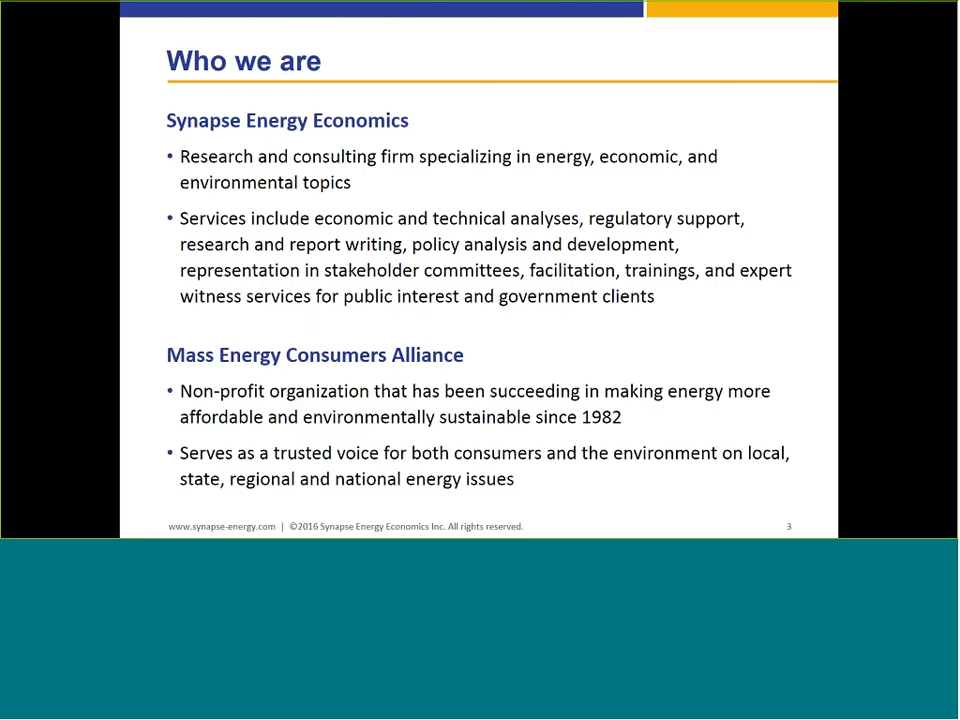 Who we are
Synapse Energy Economics
• Research and consulting firm specializing in energy, economic, and
environmental topics
• Services include economic and technical analyses, regulatory support,
research and report writing, policy analysis and development,
representation in stakeholder committees, facilitation, trainings, and expert
witness services for public interest and government clients
Mass Energy Consumers Alliance
• Non-profit organization that has been succeeding in making energy more
affordable and environmentally sustainable since 1982
• Serves as a trusted voice for both consumers and the environment on local,
state, regional and national energy issues
www.synapse-energy.com | ©2016 Synapse Energy Economics Inc. All rights reserved. 3